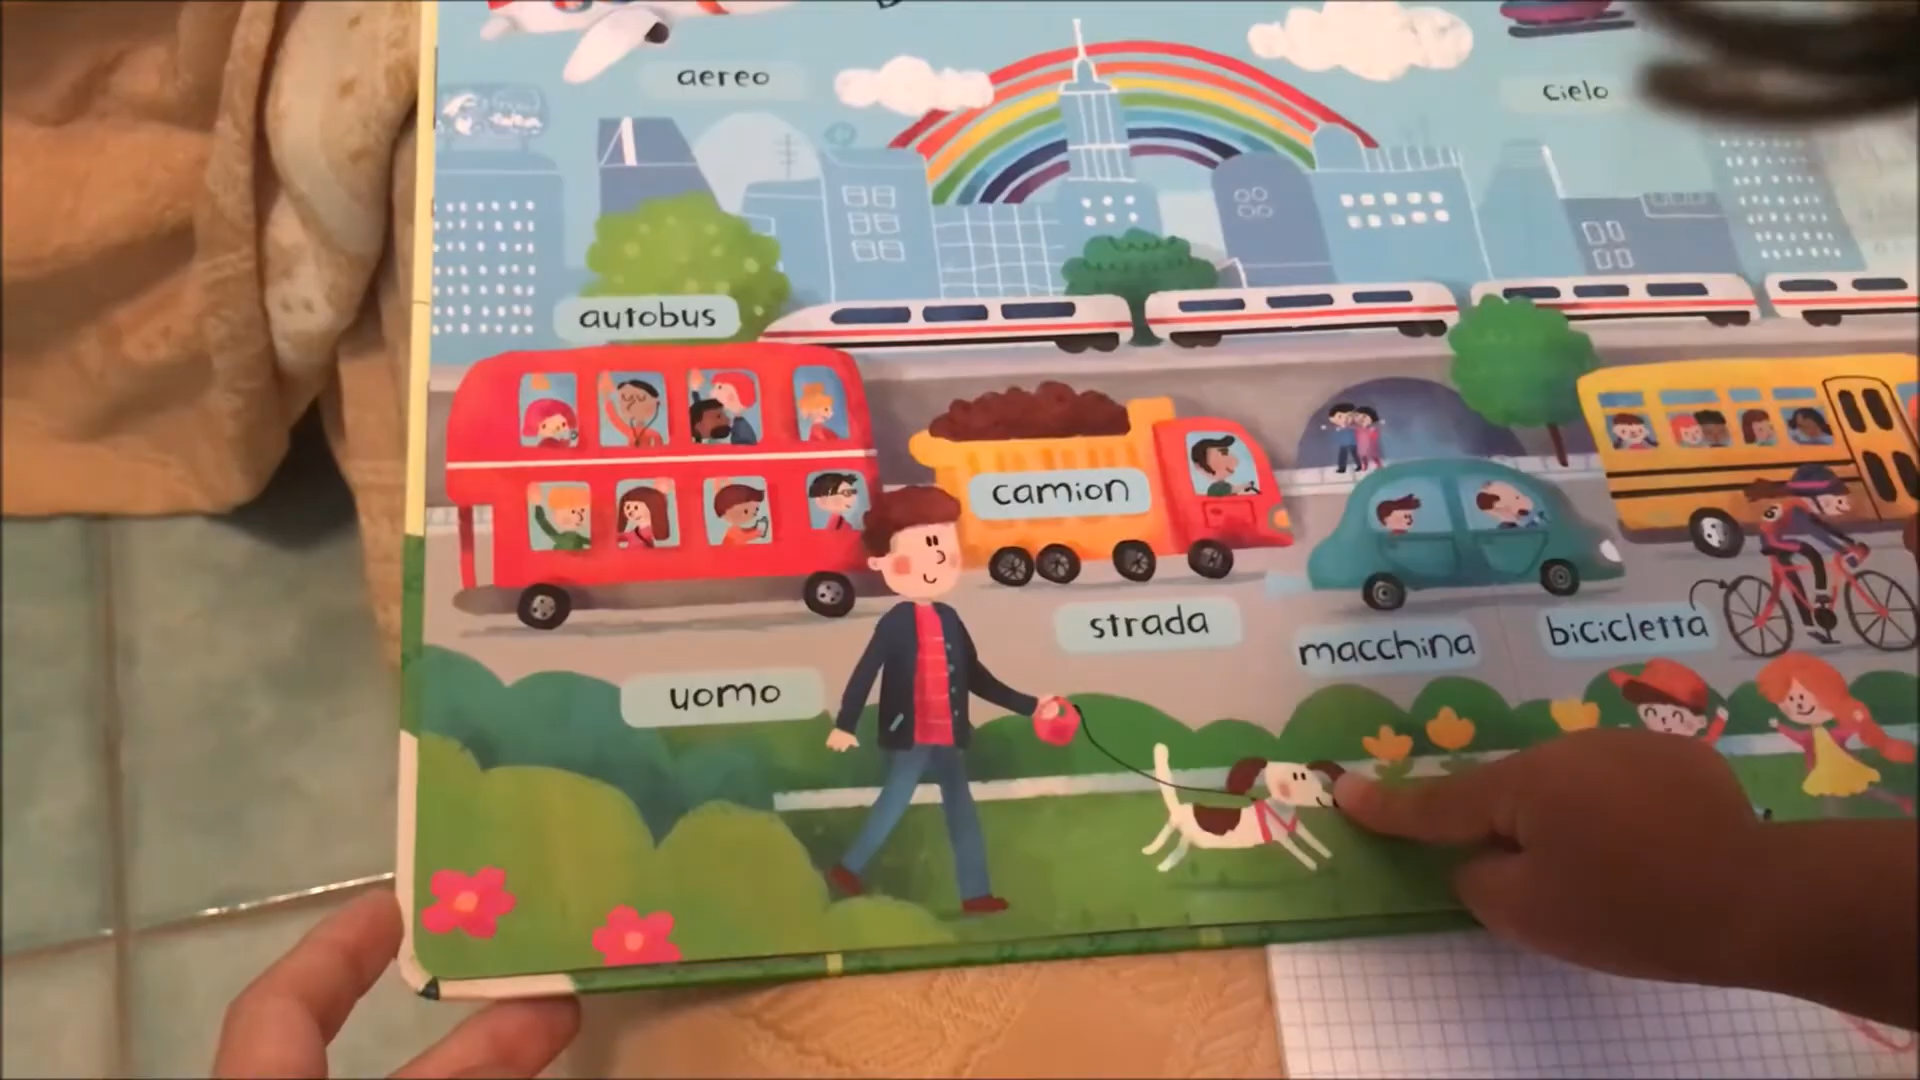 aereo
cielo
autobus
camion
strada
macchina
bicicletta
uomo